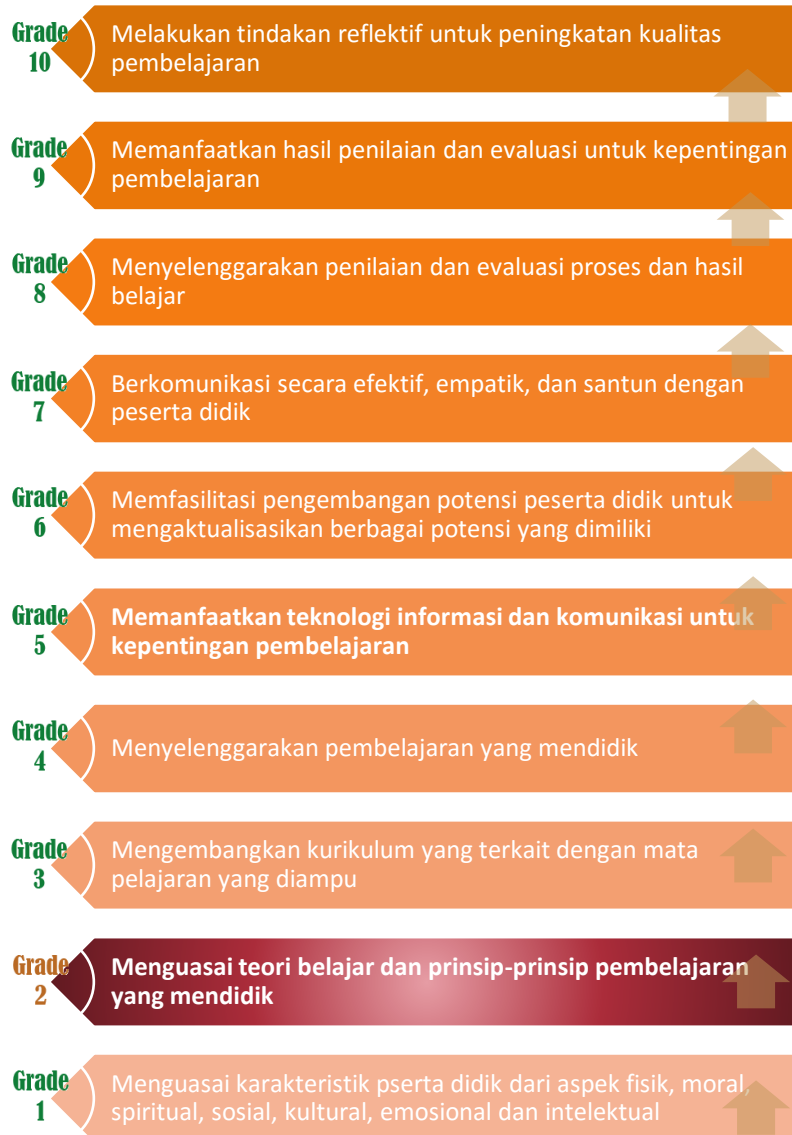 Grade
10
Melakukan tindakan reflektif untuk peningkatan kualitas
pembelajaran
Grade
9
Memanfaatkan hasil penilaian dan evaluasi untuk kepentingan
pembelajaran
Grade
8
Menyelenggarakan penilaian dan evaluasi proses dan hasil
belajar
Grade
7
Berkomunikasi secara efektif, empatik, dan santun dengan
peserta didik
Grade
6
Memfasilitasi pengembangan potensi peserta didik untuk
mengaktualisasikan berbagai potensi yang dimiliki
Grade
5
Memanfaatkan teknologi informasi dan komunikasi untuk
kepentingan pembelajaran
Grade
4
Menyelenggarakan pembelajaran yang mendidik
Grade
3
Mengembangkan kurikulum yang terkait dengan mata
pelajaran yang diampu
Grade
2
Menguasai teori belajar dan prinsip-prinsip pembelajaran
yang mendidik
Grade
1
Menguasai karakteristik pserta didik dari aspek fisik, moral,
spiritual, sosial, kultural, emosional dan intelektual